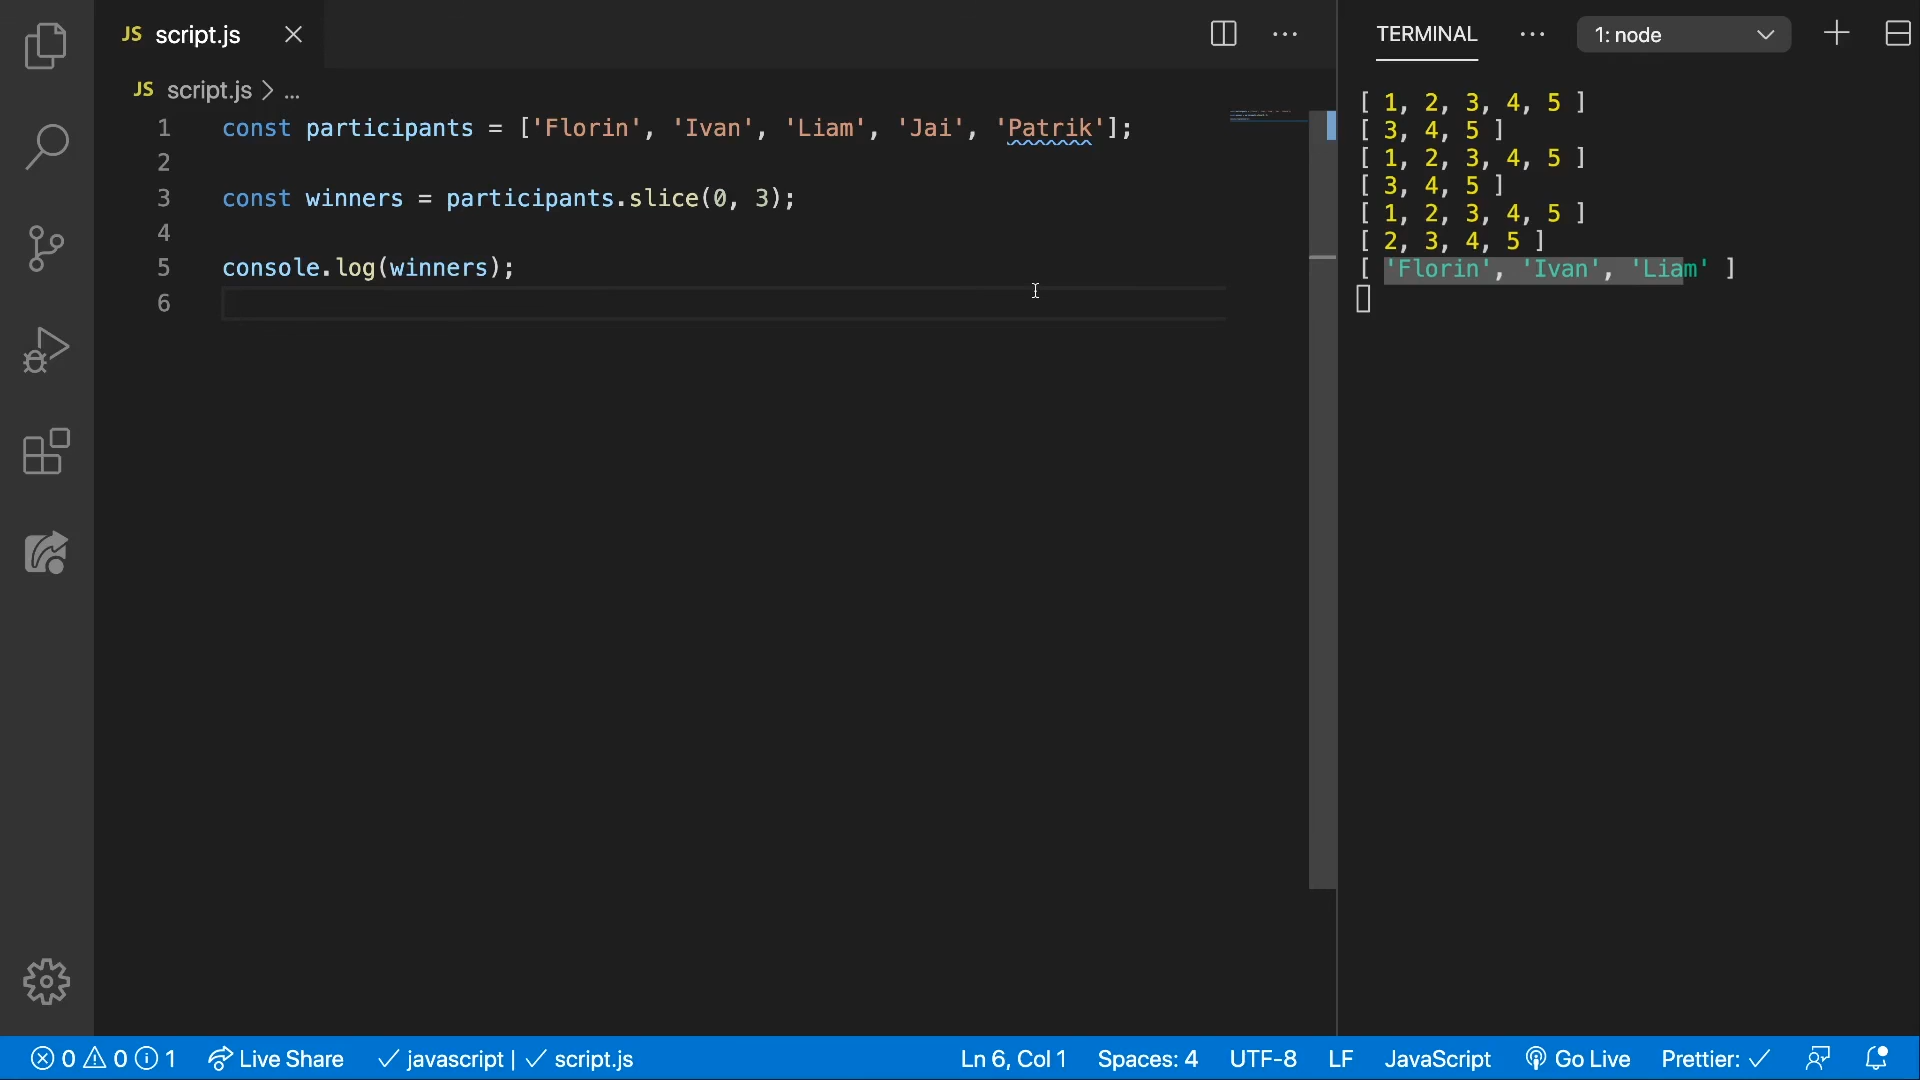 JS script.js
TERMINAL ... 1: node
JS script.js > ...
1 const participants = ['Florin', 'Ivan', 'Liam', 'Jai', 'Patrik'];
2
3 const winners = participants.slice(0, 3);
4
5 console.log(winners);
6
[ 1, 2, 3, 4, 5 ]
[ 3, 4, 5 ]
[ 1, 2, 3, 4, 5 ]
[ 3, 4, 5 ]
[ 1, 2, 3, 4, 5 ]
[ 2, 3, 4, 5 ]
[ 'Florin', 'Ivan', 'Liam' ]
0 0 1 Live Share javascript | script.js Ln 6, Col 1 Spaces: 4 UTF-8 LF JavaScript Go Live Prettier: